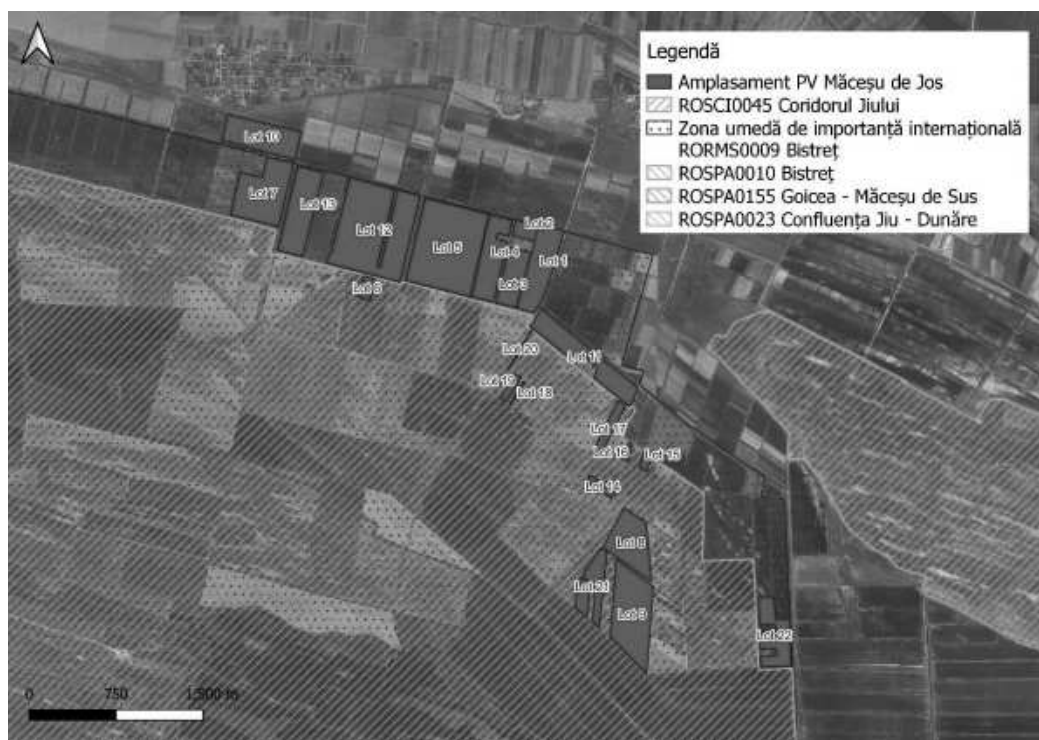 Legendă
Amplasament PV Măceșu de Jos
ROSCI0045 Coridorul Jiului
Zona umedă de importanță internațională
RORMS0009 Bistreț
ROSPA0010 Bistreț
ROSPA0155 Goicea - Măceșu de Sus
ROSPA0023 Confluența Jiu - Dunăre
Lot 10
Lot 7
Lot 13
Lot 12
Lot 5
Lot 2
Lot 4
Lot 1
Lot 3
Lot 6
Lot 20
Lot 11
Lot 19
Lot 18
Lot 17
Lot 16
Lot 15
Lot 14
Lot 8
Lot 21
Lot 9
Lot 22
0 750 1.500 m